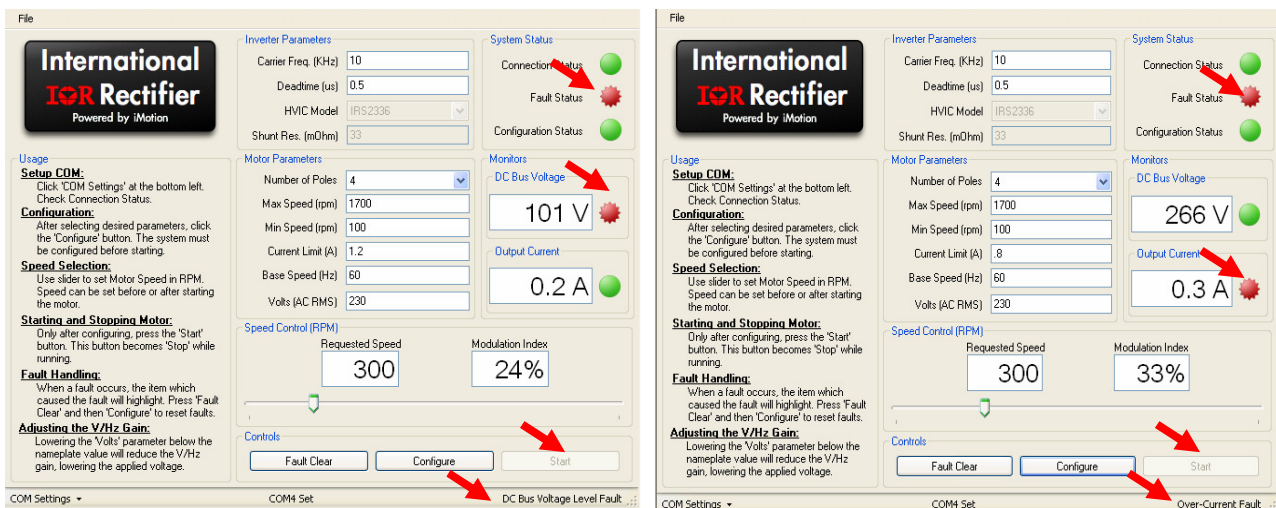 File
International
IOR Rectifier
Powered by iMotion
Usage
Setup COM:
Click 'COM Settings' at the bottom left.
Check Connection Status.
Configuration:
After selecting desired parameters, click
the 'Configure' button. The system must
be configured before starting.
Speed Selection:
Use slider to set Motor Speed in RPM.
Speed can be set before or after starting
the motor.
Starting and Stopping Motor:
Only after configuring, press the 'Start'
button. This button becomes 'Stop' while
running.
Fault Handling:
When a fault occurs, the item which
caused the fault will highlight. Press 'Fault
Clear' and then 'Configure' to reset faults.
Adjusting the V/Hz Gain:
Lowering the 'Volts' parameter below the
nameplate value will reduce the V/Hz
gain, lowering the applied voltage.
Inverter Parameters
Carrier Freq. (KHz) 10
Deadtime (us) 0.5
HVIC Model IRS2336
Shunt Res. (mOhm) 33
System Status
Connection Status
Fault Status
Configuration Status
Motor Parameters
Number of Poles 4
Max Speed (rpm) 1700
Min Speed (rpm) 100
Current Limit (A) 1.2
Base Speed (Hz) 60
Volts (AC RMS) 230
Monitors
DC Bus Voltage
101 V
Output Current
0.2 A
Speed Control (RPM)
Requested Speed Modulation Index
300 24%
Controls
Fault Clear Configure Start
COM Settings COM4 Set DC Bus Voltage Level Fault
File
International
IOR Rectifier
Powered by iMotion
Usage
Setup COM:
Click 'COM Settings' at the bottom left.
Check Connection Status.
Configuration:
After selecting desired parameters, click
the 'Configure' button. The system must
be configured before starting.
Speed Selection:
Use slider to set Motor Speed in RPM.
Speed can be set before or after starting
the motor.
Starting and Stopping Motor:
Only after configuring, press the 'Start'
button. This button becomes 'Stop' while
running.
Fault Handling:
When a fault occurs, the item which
caused the fault will highlight. Press 'Fault
Clear' and then 'Configure' to reset faults.
Adjusting the V/Hz Gain:
Lowering the 'Volts' parameter below the
nameplate value will reduce the V/Hz
gain, lowering the applied voltage.
Inverter Parameters
Carrier Freq. (KHz) 10
Deadtime (us) 0.5
HVIC Model IRS2336
Shunt Res. (mOhm) 33
System Status
Connection Status
Fault Status
Configuration Status
Motor Parameters
Number of Poles 4
Max Speed (rpm) 1700
Min Speed (rpm) 100
Current Limit (A) .8
Base Speed (Hz) 60
Volts (AC RMS) 230
Monitors
DC Bus Voltage
266 V
Output Current
0.3 A
Speed Control (RPM)
Requested Speed Modulation Index
300 33%
Controls
Fault Clear Configure Start
COM Settings COM4 Set Over-Current Fault